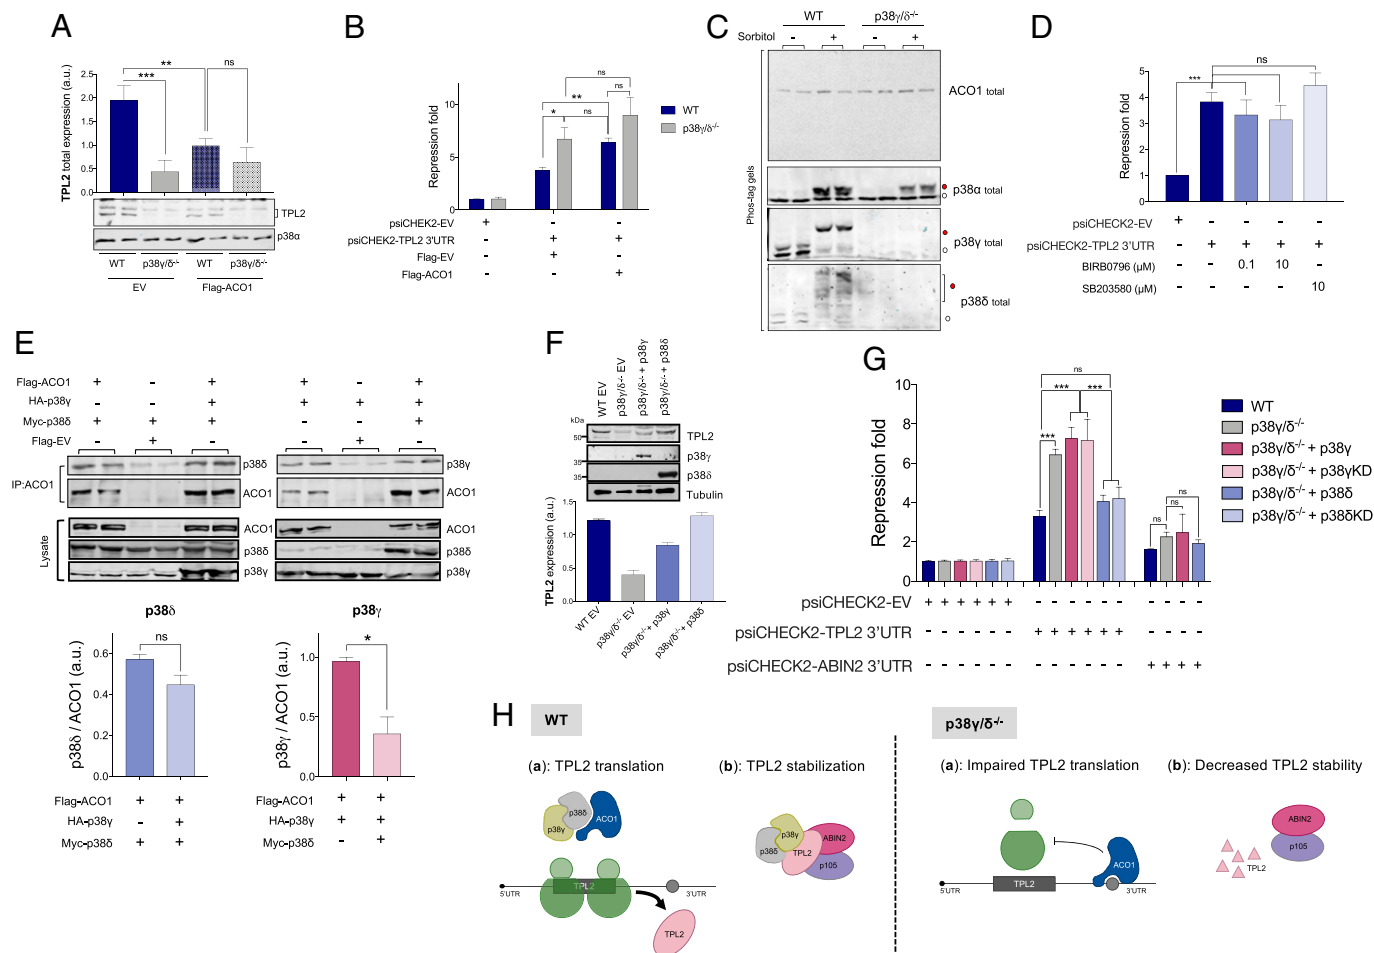 A
TPL2 total expression (a.u.)
2.5
2.0
1.5
1.0
0.5
0.0
**
***
ns
TPL2
p38α
WT p38γ/δ-/- WT p38γ/δ-/-
EV Flag-ACO1
B
Repression fold
10
5
0
ns
**
* ns
ns
WT
p38γ/δ-/-
psiCHEK2-EV + - -
psiCHEK2-TPL2 3'UTR - + +
Flag-EV - + -
Flag-ACO1 - - +
C
WT p38γ/δ-/-
Sorbitol - + - +
Phos-tag gels
ACO1 total
p38α total
p38γ total
p38δ total
D
Repression fold
6
5
4
3
2
1
0
ns
***
psiCHECK2-EV + - - - -
psiCHECK2-TPL2 3'UTR - + + + +
BIRB0796 (µM) - - 0.1 10 -
SB203580 (µM) - - - - 10
E
Flag-ACO1 + - + + - +
HA-p38γ - - + + + +
Myc-p38δ + + + - - +
Flag-EV - + - - + -
IP:ACO1
p38δ p38γ
ACO1 ACO1
Lysate
ACO1 ACO1
p38δ p38δ
p38γ p38γ
p38δ
p38δ / ACO1 (a.u.)
0.6
0.4
0.2
0.0
ns
Flag-ACO1 + +
HA-p38γ - +
Myc-p38δ + +
p38γ
p38γ / ACO1 (a.u.)
1.0
0.5
0.0
*
Flag-ACO1 + +
HA-p38γ + +
Myc-p38δ - +
F
WT EV
p38γ/δ-/- EV
p38γ/δ-/- + p38γ
p38γ/δ-/- + p38δ
kDa
50
35
35
TPL2
p38γ
p38δ
Tubulin
TPL2 expression (a.u.)
1.5
1.0
0.5
0.0
WT EV
p38γ/δ-/- EV
p38γ/δ-/- + p38γ
p38γ/δ-/- + p38δ
G
Repression fold
10
8
6
4
2
0
ns
*** ***
***
ns
ns ns
WT
p38γ/δ-/-
p38γ/δ-/- + p38γ
p38γ/δ-/- + p38γKD
p38γ/δ-/- + p38δ
p38γ/δ-/- + p38δKD
psiCHECK2-EV + + + + + + - - - - - - - - - -
psiCHECK2-TPL2 3'UTR - - - - - - + + + + + + - - - -
psiCHECK2-ABIN2 3'UTR - - - - - - - - - - - - + + + +
H
WT
(a): TPL2 translation
p38γ
p38δ
ACO1
5'UTR
TPL2
3'UTR
TPL2
(b): TPL2 stabilization
p38γ
p38δ
TPL2
ABIN2
p105
p38γ/δ-/-
(a): Impaired TPL2 translation
ACO1
5'UTR
TPL2
3'UTR
(b): Decreased TPL2 stability
ABIN2
p105
TPL2